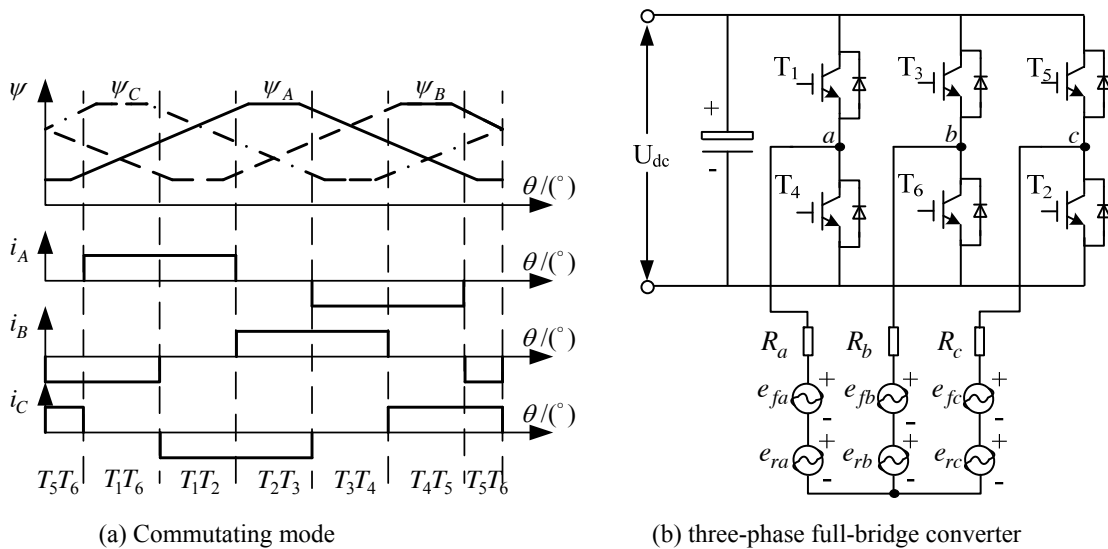 ψ
ψC
ψA
ψB
θ/(°)
iA
θ/(°)
iB
θ/(°)
iC
θ/(°)
T5T6
T1T6
T1T2
T2T3
T3T4
T4T5
T5T6
(a) Commutating mode
T1
T3
T5
+
a
b
c
Udc
-
T4
T6
T2
Ra
Rb
Rc
+
+
+
efa
efb
efc
-
-
-
+
+
+
era
erb
erc
-
-
-
(b) three-phase full-bridge converter